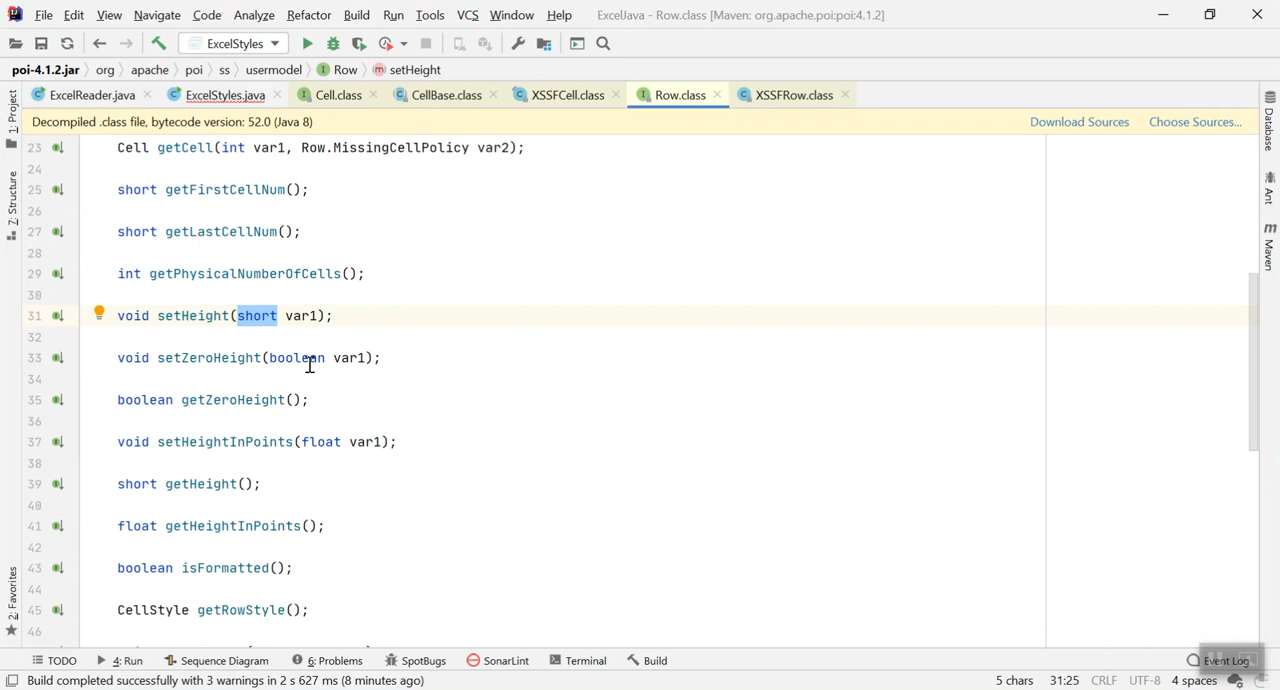 File Edit View Navigate Code Analyze Refactor Build Run Tools VCS Window Help ExcelJava - Row.class [Maven: org.apache.poi:poi:4.1.2]
ExcelStyles
poi-4.1.2.jar org apache poi ss usermodel Row setHeight
ExcelReader.java ExcelStyles.java Cell.class CellBase.class XSSFCell.class Row.class XSSFRow.class
Decompiled .class file, bytecode version: 52.0 (Java 8) Download Sources Choose Sources...
1: Project
7: Structure
2: Favorites
Database
Ant
Maven
23 Cell getCell(int var1, Row.MissingCellPolicy var2);
24
25 short getFirstCellNum();
26
27 short getLastCellNum();
28
29 int getPhysicalNumberOfCells();
30
31 void setHeight(short var1);
32
33 void setZeroHeight(boolean var1);
34
35 boolean getZeroHeight();
36
37 void setHeightInPoints(float var1);
38
39 short getHeight();
40
41 float getHeightInPoints();
42
43 boolean isFormatted();
44
45 CellStyle getRowStyle();
46
TODO 4: Run Sequence Diagram 6: Problems SpotBugs SonarLint Terminal Build Event Log
Build completed successfully with 3 warnings in 2 s 627 ms (8 minutes ago) 5 chars 31:25 CRLF UTF-8 4 spaces